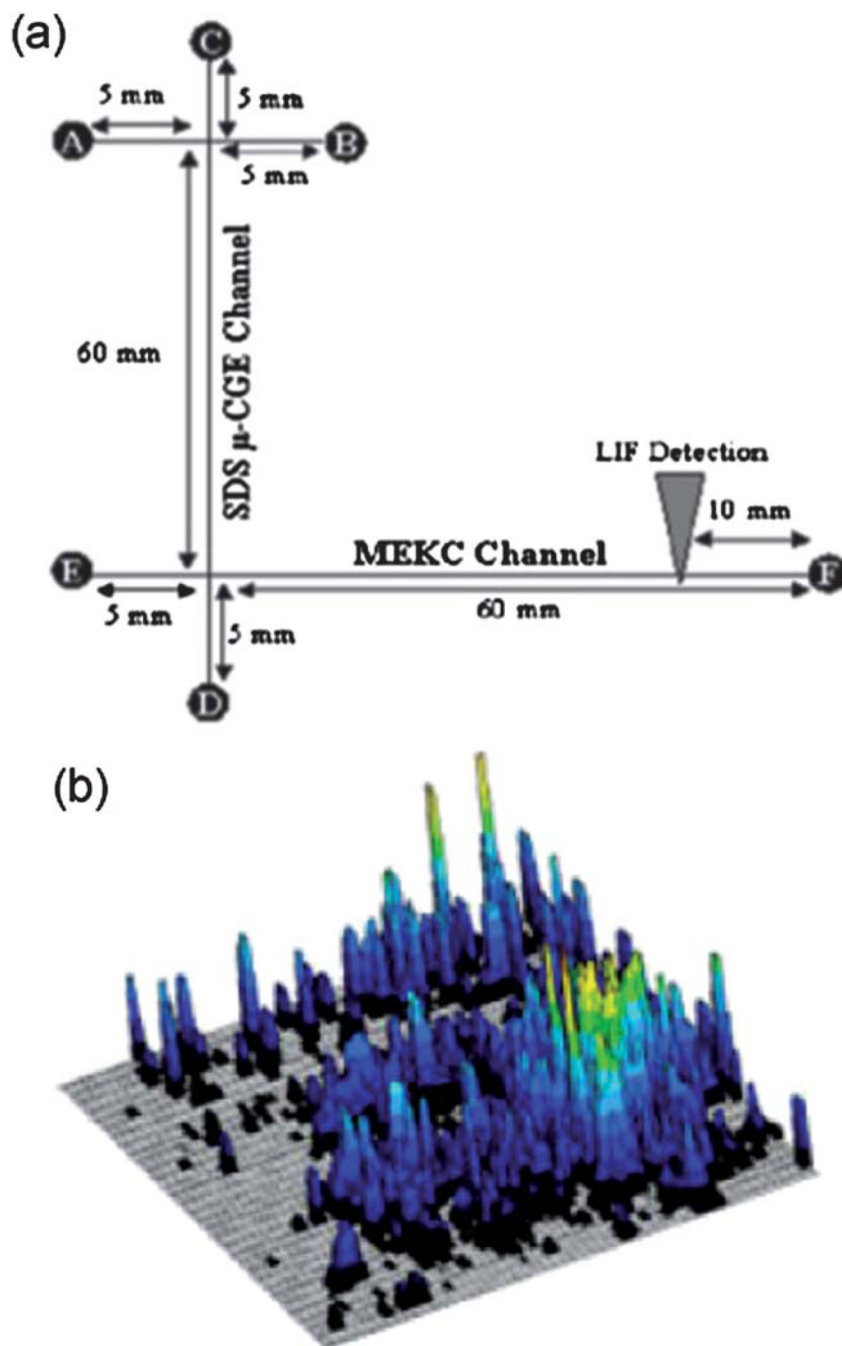 (a)
C
5 mm
5 mm
A
B
5 mm
60 mm
SDS μ-CGE Channel
LIF Detection
10 mm
MEKC Channel
E
F
5 mm
60 mm
5 mm
D
(b)